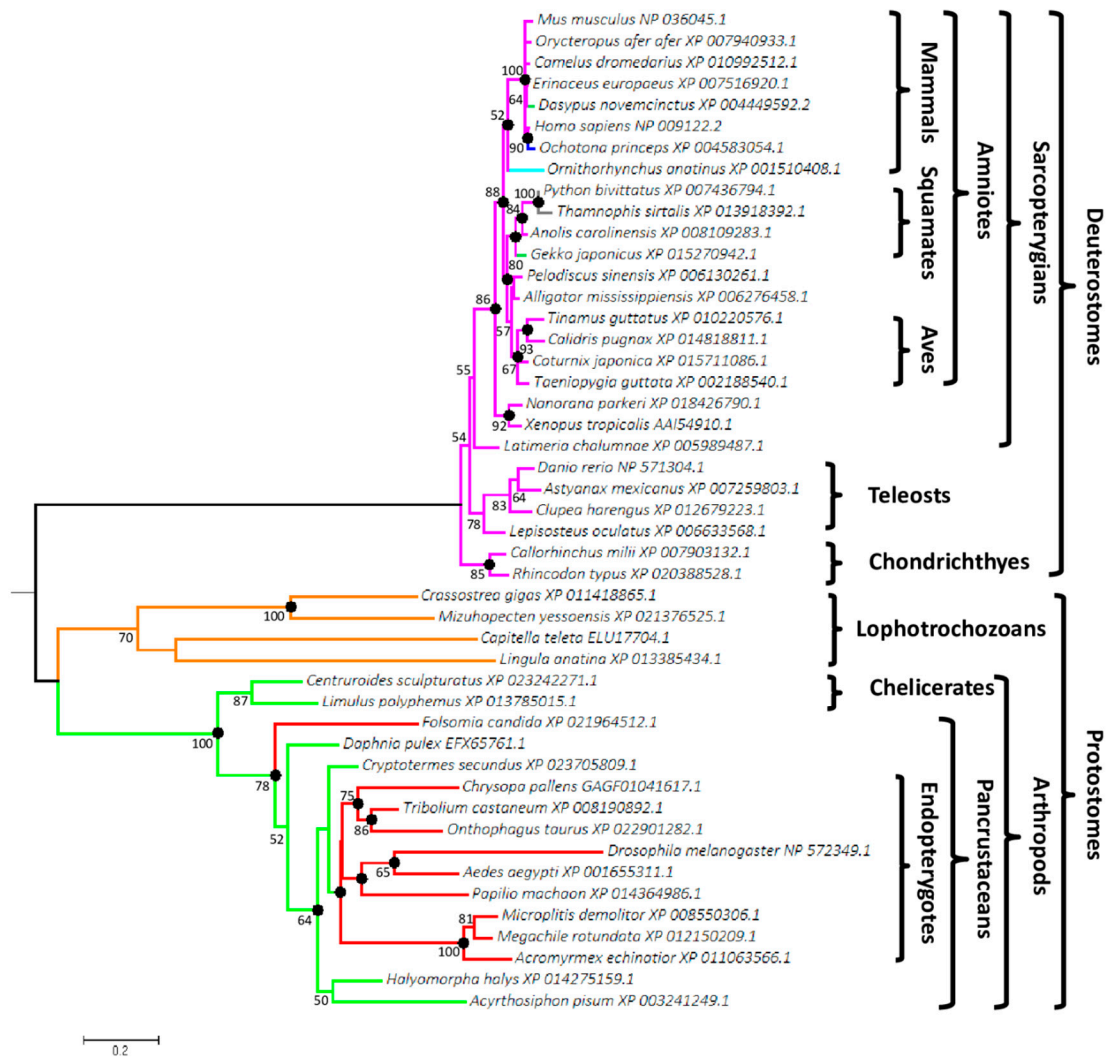 Mus musculus NP 036045.1
Orycteropus afer afer XP 007940933.1
Camelus dromedarius XP 010992512.1
100
Erinaceus europaeus XP 007516920.1
64
Dasypus novemcinctus XP 004449592.2
52
Homo sapiens NP 009122.2
90
Ochotona princeps XP 004583054.1
Ornithorhynchus anatinus XP 001510408.1
88
100
Python bivittatus XP 007436794.1
84
Thamnophis sirtalis XP 013918392.1
Anolis carolinensis XP 008109283.1
Gekko japonicus XP 015270942.1
80
Pelodiscus sinensis XP 006130261.1
86
Alligator mississippiensis XP 006276458.1
57
Tinamus guttatus XP 010220576.1
93
Calidris pugnax XP 014818811.1
67
Coturnix japonica XP 015711086.1
55
Taeniopygia guttata XP 002188540.1
Nanorana parkeri XP 018426790.1
92
Xenopus tropicalis AAI54910.1
54
Latimeria chalumnae XP 005989487.1
Danio rerio NP 571304.1
64
Astyanax mexicanus XP 007259803.1
83
Clupea harengus XP 012679223.1
78
Lepisosteus oculatus XP 006633568.1
Callorhinchus milii XP 007903132.1
85
Rhincodon typus XP 020388528.1
Crassostrea gigas XP 011418865.1
100
Mizuhopecten yessoensis XP 021376525.1
70
Capitella teleta ELU17704.1
Lingula anatina XP 013385434.1
Centruroides sculpturatus XP 023242271.1
87
Limulus polyphemus XP 013785015.1
100
Folsomia candida XP 021964512.1
Daphnia pulex EFX65761.1
Cryptotermes secundus XP 023705809.1
78
Chrysopa pallens GAGF01041617.1
75
Tribolium castaneum XP 008190892.1
86
Onthophagus taurus XP 022901282.1
52
Drosophila melanogaster NP 572349.1
65
Aedes aegypti XP 001655311.1
Papilio machaon XP 014364986.1
64
81
Microplitis demolitor XP 008550306.1
Megachile rotundata XP 012150209.1
100
Acromyrmex echinatior XP 011063566.1
Halyomorpha halys XP 014275159.1
50
Acyrthosiphon pisum XP 003241249.1
0.2
Mammals
Squamates
Aves
Amniotes
Sarcopterygians
Deuterostomes
Teleosts
Chondrichthyes
Lophotrochozoans
Chelicerates
Endopterygotes
Pancrustaceans
Arthropods
Protostomes